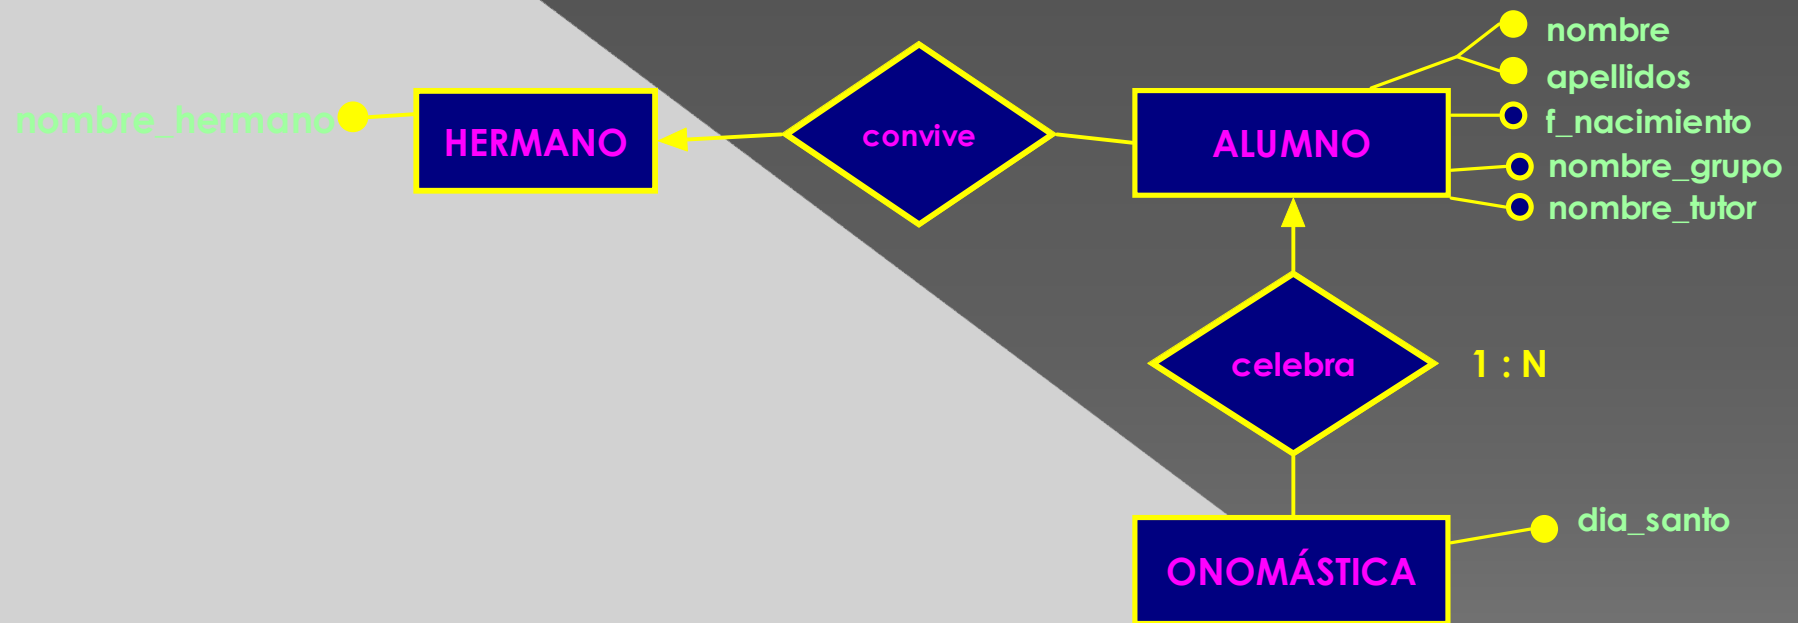 nombre
apellidos
f_nacimiento
nombre_grupo
nombre_tutor
nombre_hermano
HERMANO
convive
ALUMNO
celebra
1 : N
dia_santo
ONOMÁSTICA